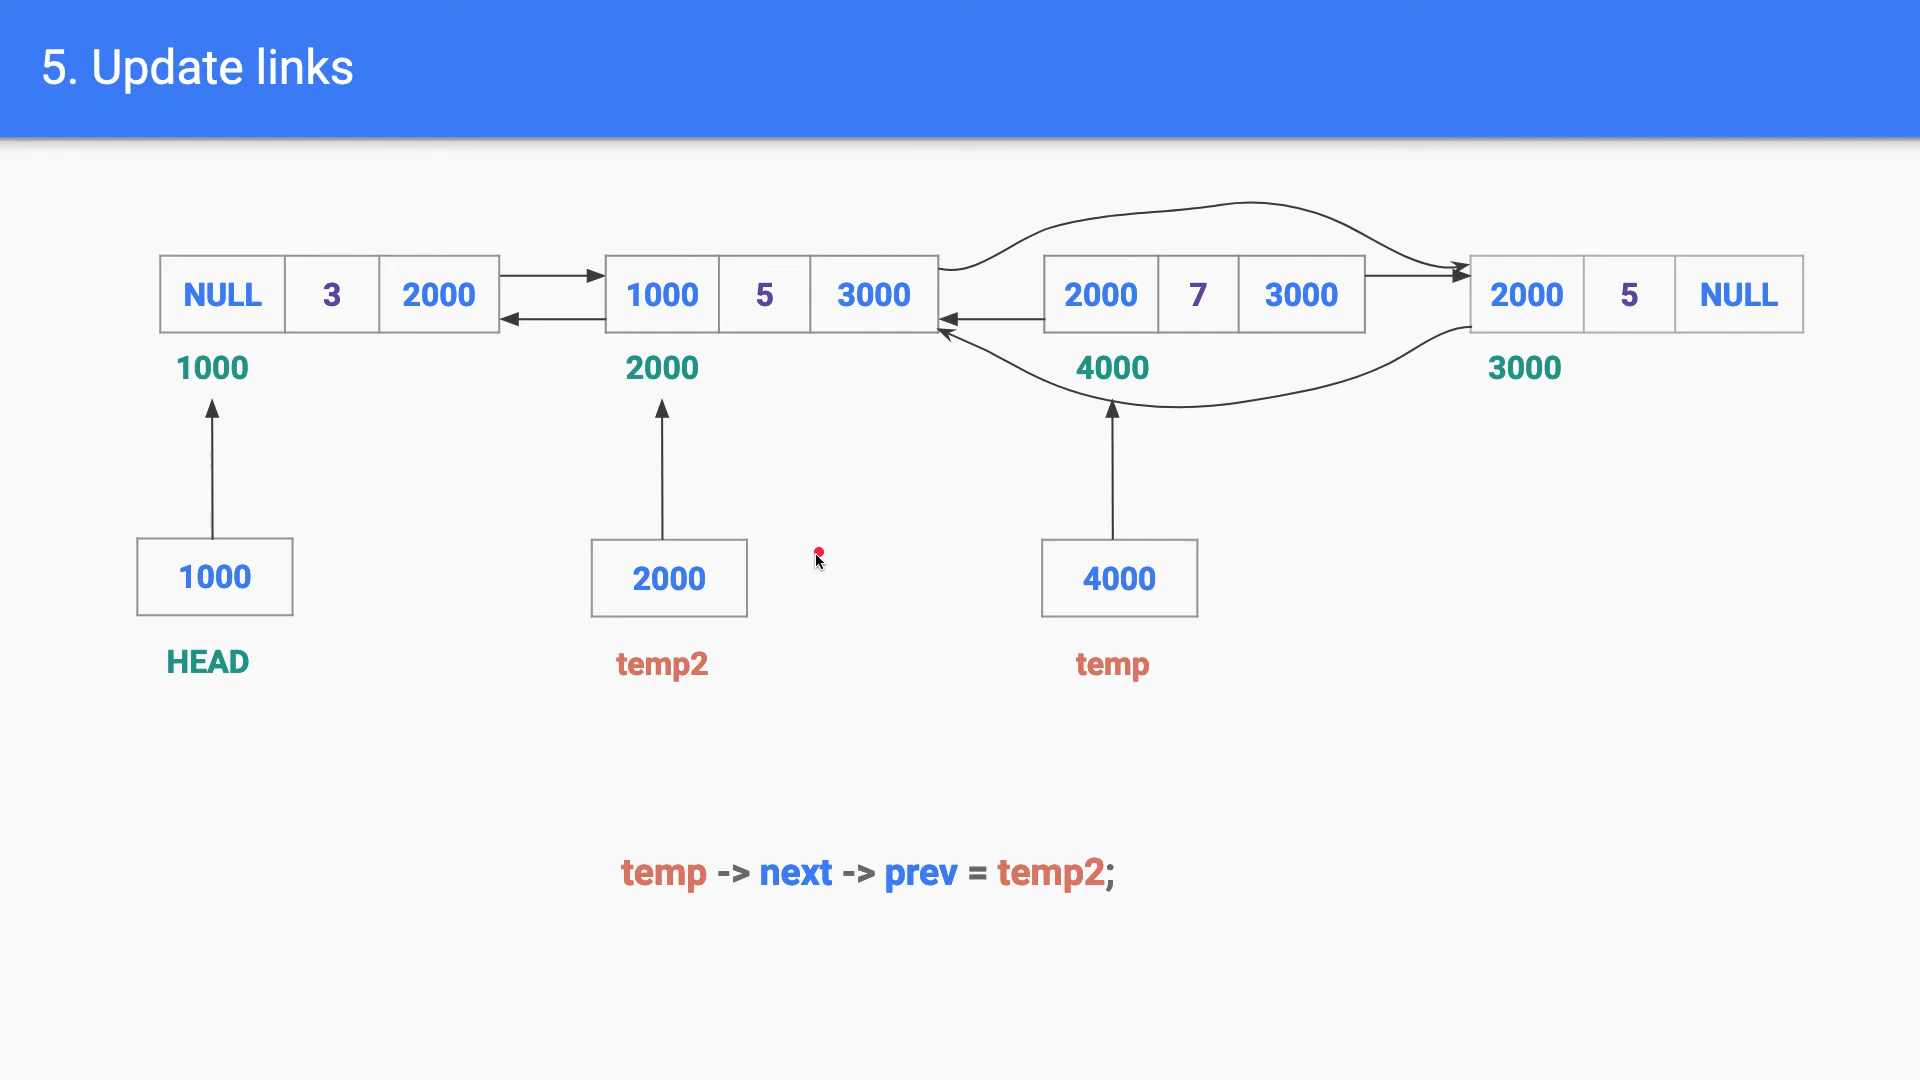 5. Update links
NULL 3 2000 1000 5 3000 2000 7 3000 2000 5 NULL
1000 2000 4000 3000
1000 2000 4000
HEAD temp2 temp
temp -> next -> prev = temp2;